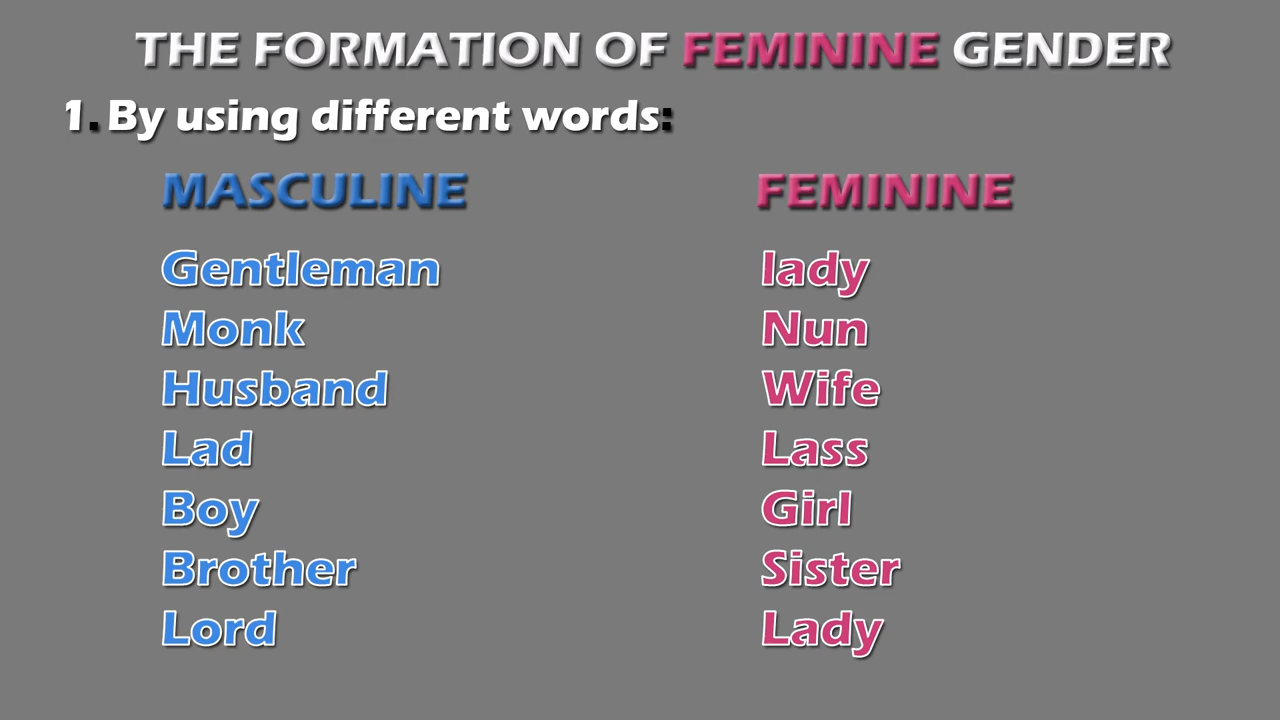 THE FORMATION OF FEMININE GENDER
1. By using different words:
MASCULINE FEMININE
Gentleman lady
Monk Nun
Husband Wife
Lad Lass
Boy Girl
Brother Sister
Lord Lady